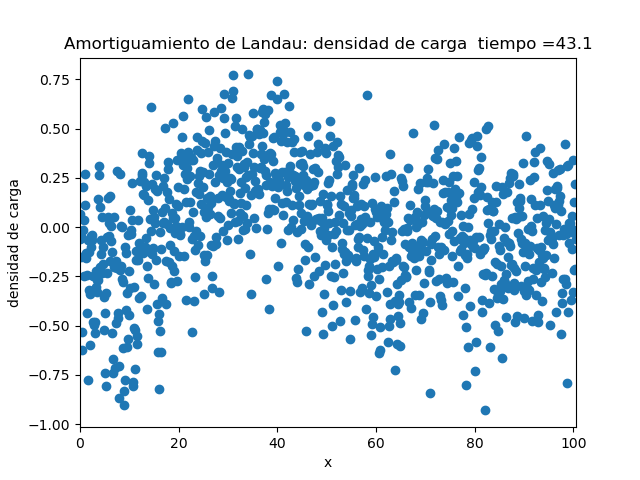 Amortiguamiento de Landau: densidad de carga  tiempo =43.1
densidad de carga
0.75
0.50
0.25
0.00
−0.25
−0.50
−0.75
−1.00
0 20 40 60 80 100
x